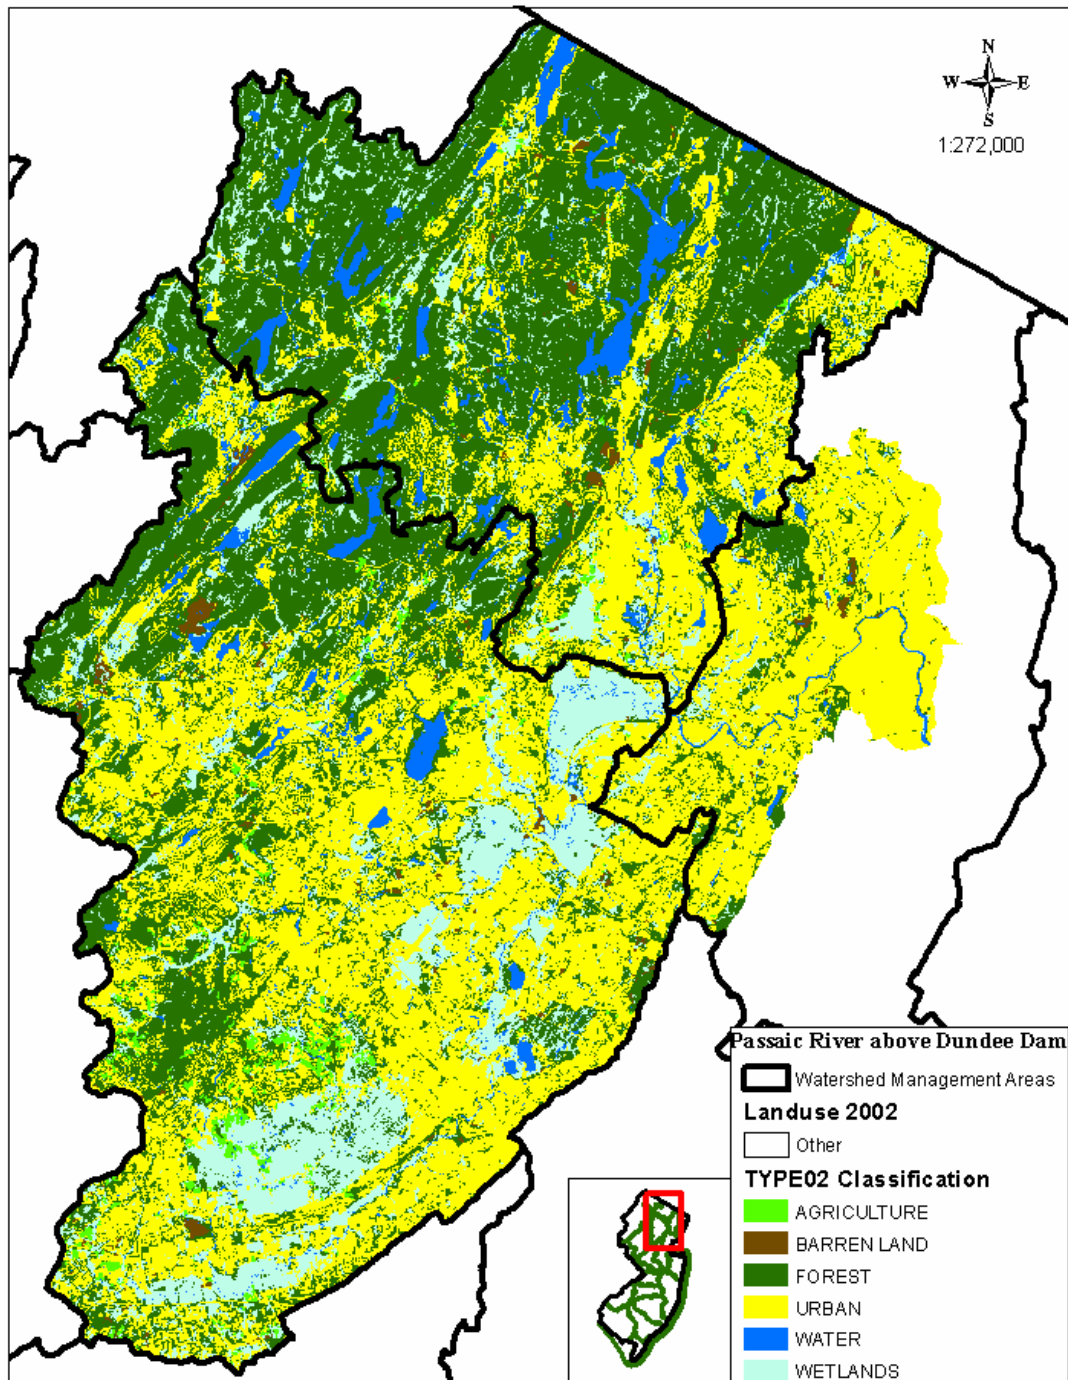 N
W E
S
1:272,000
Passaic River above Dundee Dam
Watershed Management Areas
Landuse 2002
Other
TYPE02 Classification
AGRICULTURE
BARREN LAND
FOREST
URBAN
WATER
WETLANDS